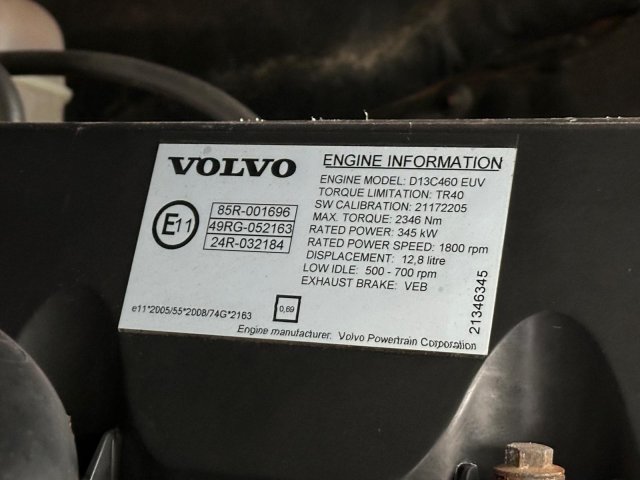 VOLVO
E11
85R-001696
49RG-052163
24R-032184
ENGINE INFORMATION
ENGINE MODEL: D13C460 EUV
TORQUE LIMITATION: TR40
SW CALIBRATION: 21172205
MAX. TORQUE: 2346 Nm
RATED POWER: 345 kW
RATED POWER SPEED: 1800 rpm
DISPLACEMENT: 12,8 litre
LOW IDLE: 500 - 700 rpm
EXHAUST BRAKE: VEB
e11*2005/55*2008/74G*2163
0,69
Engine manufacturer: Volvo Powertrain Corporation
21346345